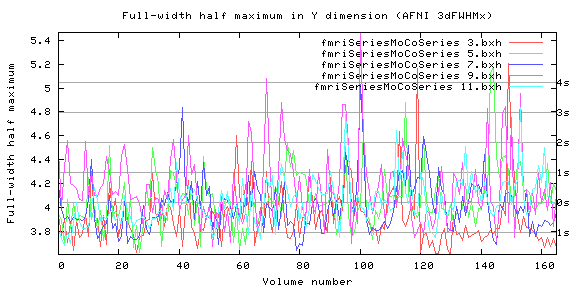 Full-width half maximum in Y dimension (AFNI 3dFWHMx)
Full-width half maximum
5.4
5.2
5
4.8
4.6
4.4
4.2
4
3.8
fmriSeriesMoCoSeries 3.bxh
fmriSeriesMoCoSeries 5.bxh
fmriSeriesMoCoSeries 7.bxh
fmriSeriesMoCoSeries 9.bxh
fmriSeriesMoCoSeries 11.bxh
4s
3s
2s
1s
0s
1s
0 20 40 60 80 100 120 140 160
Volume number